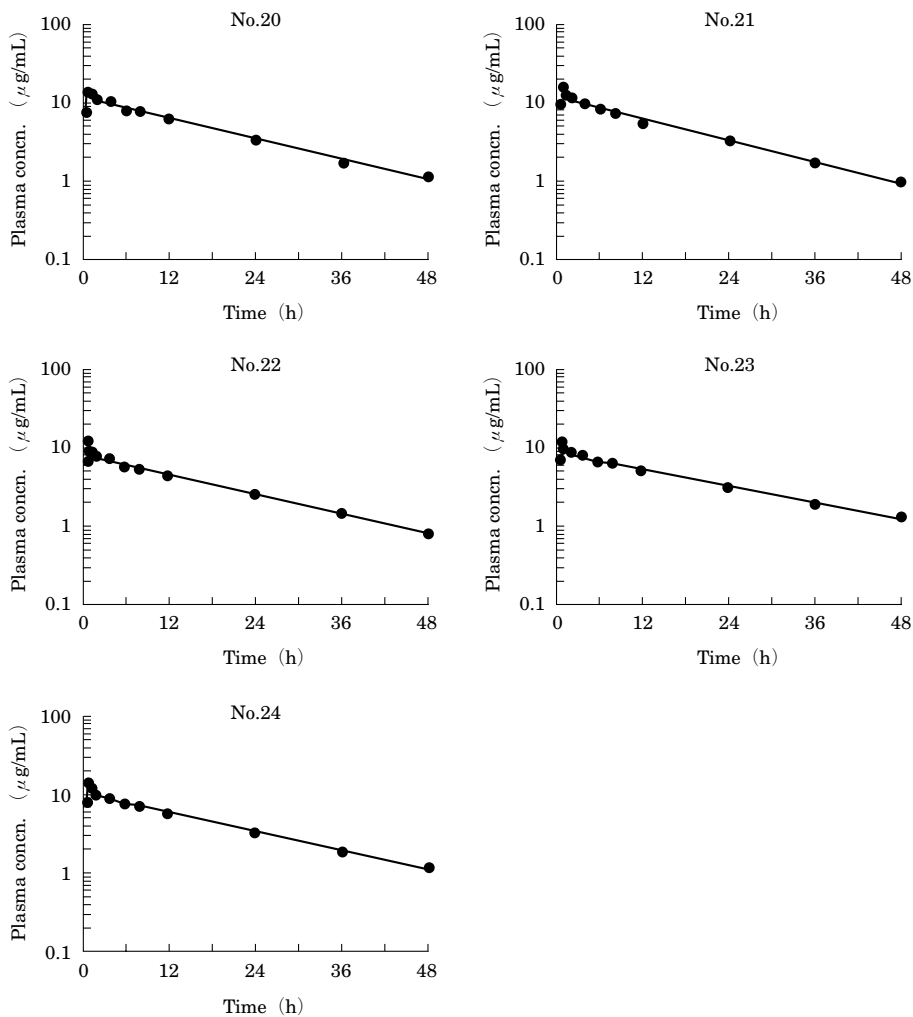 No.20
Plasma concn. (μg/mL)
100
10
1
0.1
0 12 24 36 48
Time (h)
No.21
Plasma concn. (μg/mL)
100
10
1
0.1
0 12 24 36 48
Time (h)
No.22
Plasma concn. (μg/mL)
100
10
1
0.1
0 12 24 36 48
Time (h)
No.23
Plasma concn. (μg/mL)
100
10
1
0.1
0 12 24 36 48
Time (h)
No.24
Plasma concn. (μg/mL)
100
10
1
0.1
0 12 24 36 48
Time (h)